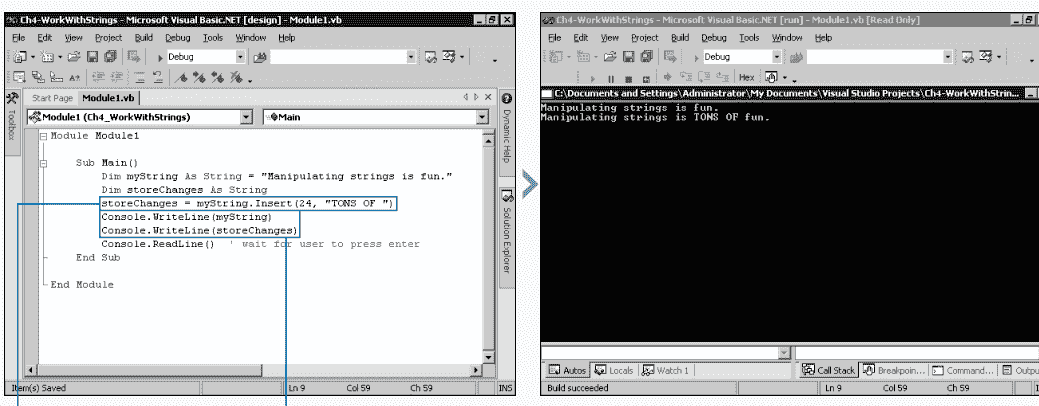 Ch4-WorkWithStrings - Microsoft Visual Basic.NET [design] - Module1.vb
File Edit View Project Build Debug Tools Window Help
Debug
Start Page Module1.vb
Toolbox
Module1 (Ch4_WorkWithStrings) Main
Module Module1
Sub Main()
Dim myString As String = "Manipulating strings is fun."
Dim storeChanges As String
storeChanges = myString.Insert(24, "TONS OF ")
Console.WriteLine(myString)
Console.WriteLine(storeChanges)
Console.ReadLine() ' wait for user to press enter
End Sub
End Module
Dynamic Help
Solution Explorer
Item(s) Saved Ln 9 Col 59 Ch 59 INS
Ch4-WorkWithStrings - Microsoft Visual Basic.NET [run] - Module1.vb [Read Only]
File Edit View Project Build Debug Tools Window Help
Debug
Hex
C:\Documents and Settings\Administrator\My Documents\Visual Studio Projects\Ch4-WorkWithStrin...
Manipulating strings is fun.
Manipulating strings is TONS OF fun.
Autos Locals Watch 1 Call Stack Breakpoin... Command... Outpu
Build succeeded Ln 9 Col 59 Ch 59